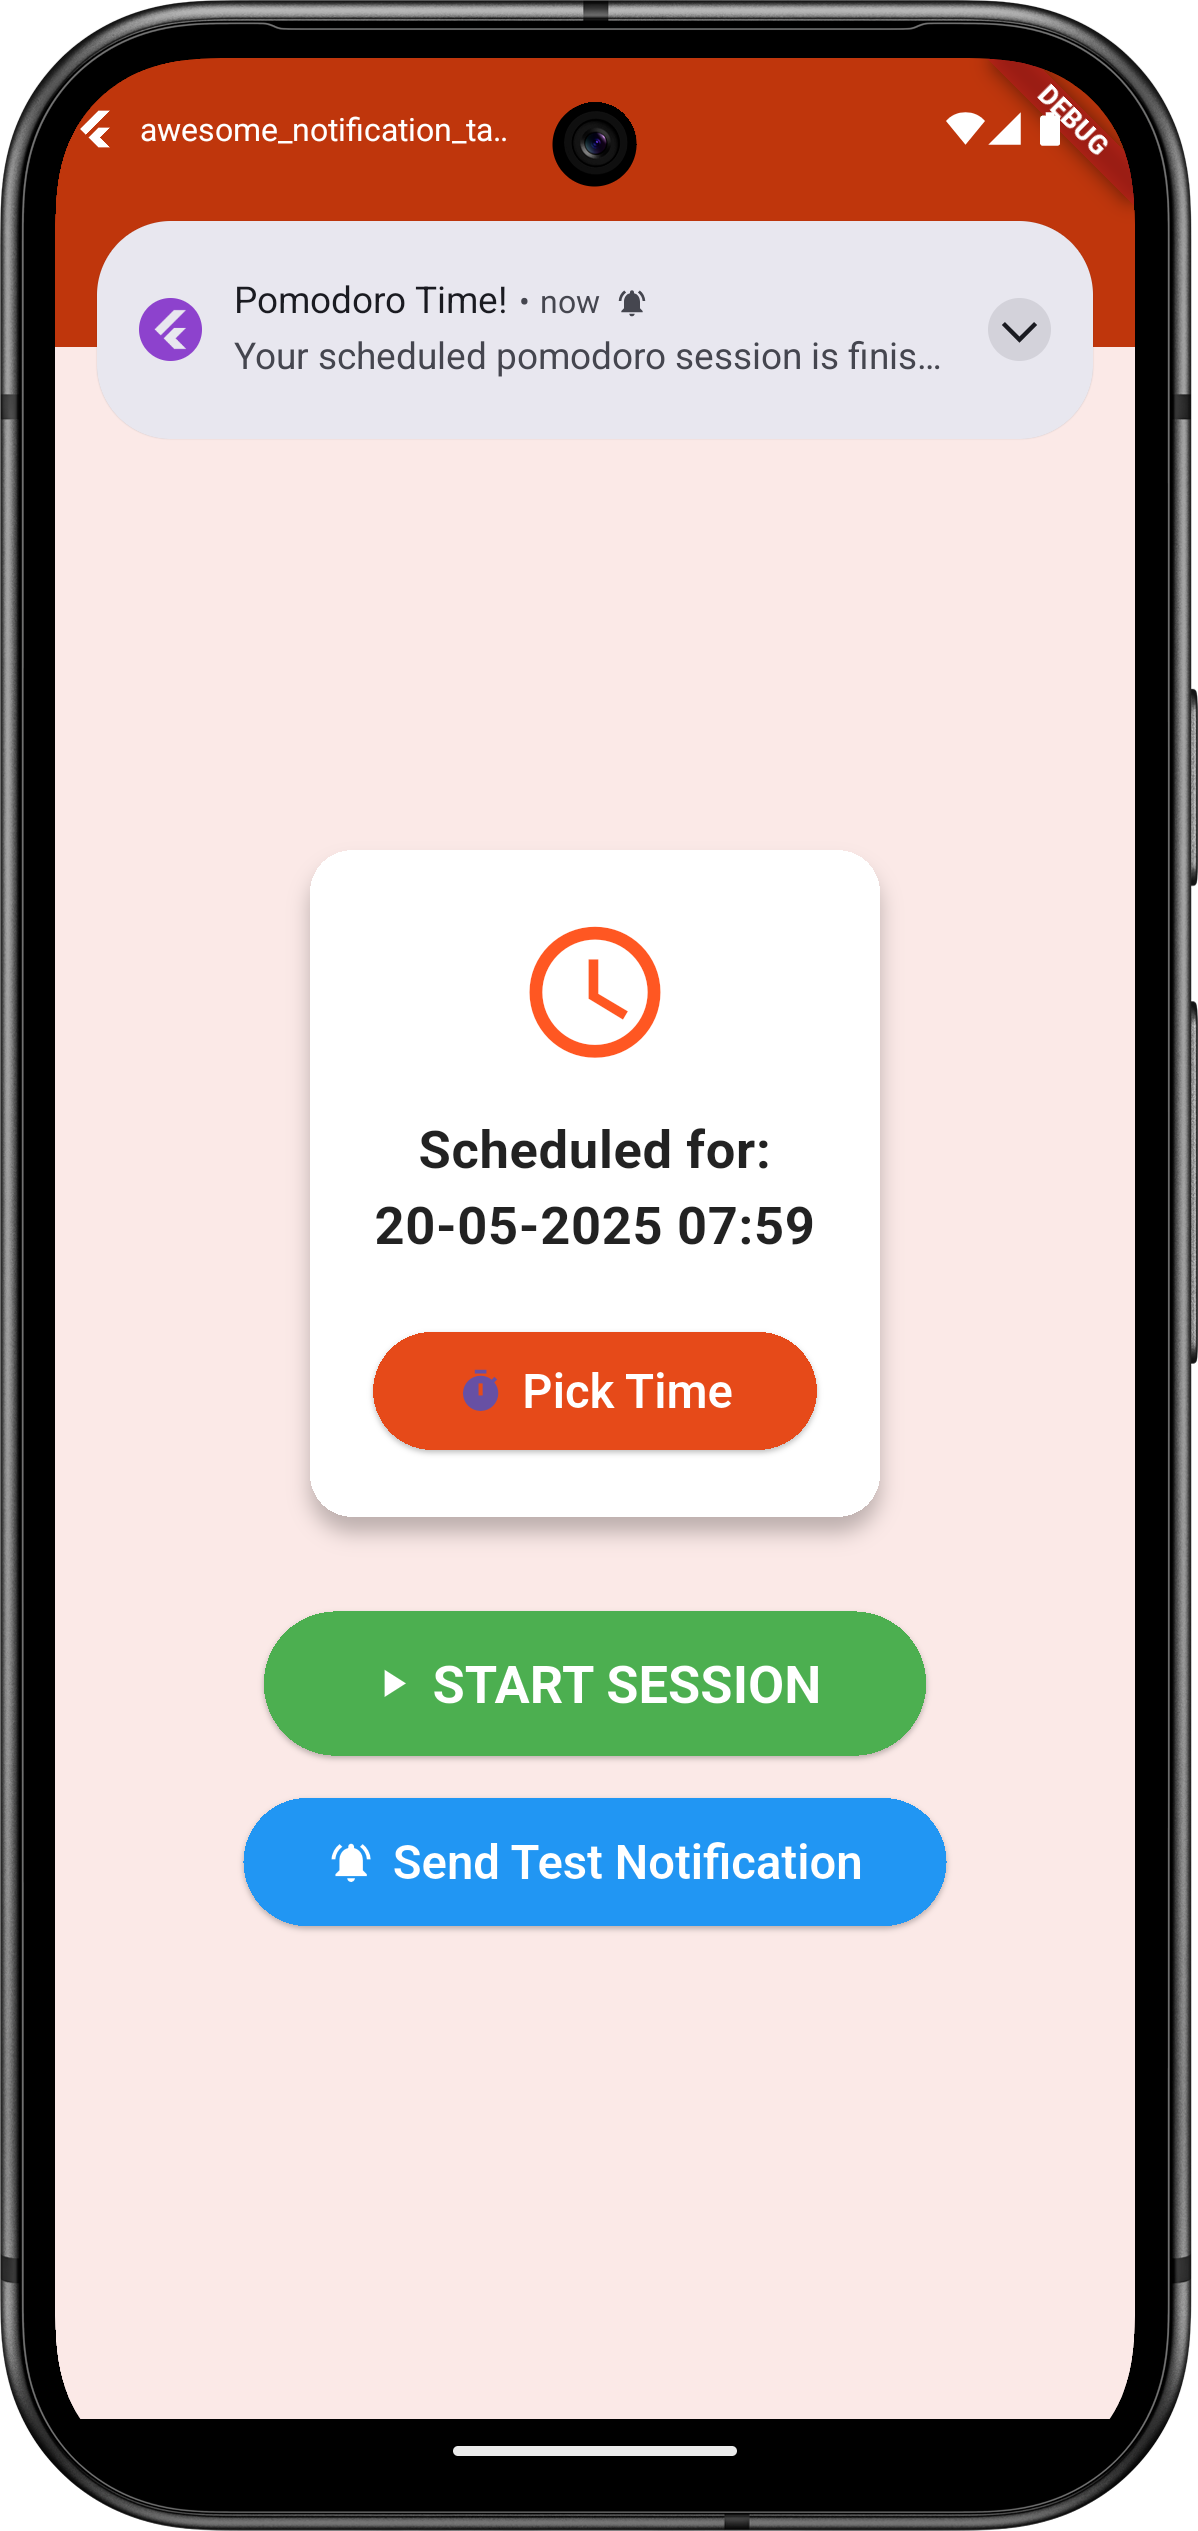 awesome_notification_ta..
DEBUG
Pomodoro Time! • now
Your scheduled pomodoro session is finis...
Scheduled for:
20-05-2025 07:59
Pick Time
START SESSION
Send Test Notification